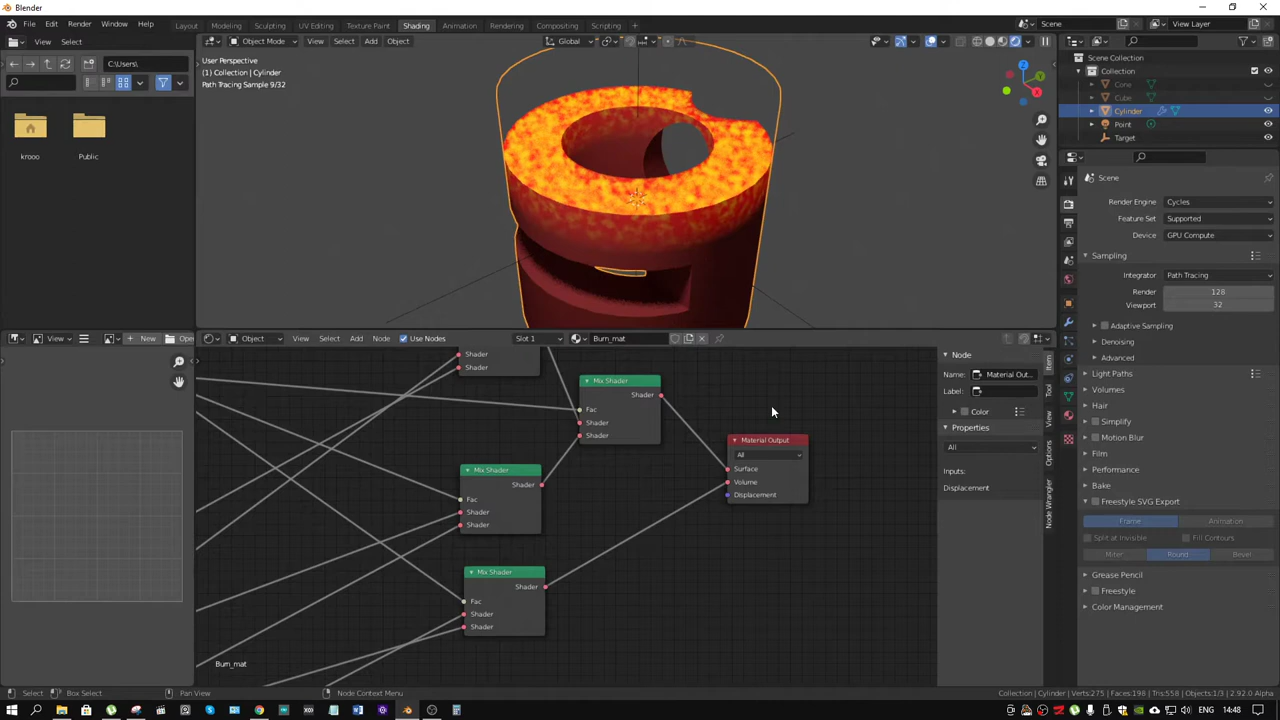 Blender
File Edit Render Window Help Layout Modeling Sculpting UV Editing Texture Paint Shading Animation Rendering Compositing Scripting + Scene View Layer
View Select Object Mode View Select Add Object Global
C:\Users\
krooo Public
User Perspective
(1) Collection | Cylinder
Path Tracing Sample 9/32
Scene Collection
Collection
Cone
Cube
Cylinder
Point
Target
Scene
Render Engine Cycles
Feature Set Supported
Device GPU Compute
Sampling
Integrator Path Tracing
Render 128
Viewport 32
Adaptive Sampling
Denoising
Advanced
Light Paths
Volumes
Hair
Simplify
Motion Blur
Film
Performance
Bake
Freestyle SVG Export
Frame Animation
Split at Invisible Fill Contours
Miter Round Bevel
Grease Pencil
Freestyle
Color Management
View + New Open
Object View Select Add Node Use Nodes Slot 1 Burn_mat
Shader
Shader
Mix Shader
Shader
Fac
Shader
Shader
Material Output
All
Surface
Volume
Displacement
Mix Shader
Shader
Fac
Shader
Shader
Mix Shader
Shader
Fac
Shader
Shader
Burn_mat
Node
Name: Material Out...
Label:
Color
Properties
All
Inputs:
Displacement
Item
Tool
View
Options
Node Wrangler
Select Box Select Pan View Node Context Menu Collection | Cylinder | Verts:275 | Faces:198 | Tris:558 | Objects:1/3
ENG 14:48